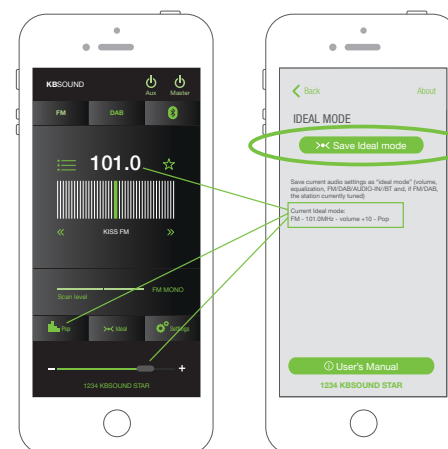 KBSOUND
Aux Master
FM DAB
101.0
KISS FM
Scan level
FM MONO
Pop Ideal Settings
- +
1234 KBSOUND STAR
Back About
IDEAL MODE
Save Ideal mode
Save current audio settings as "ideal mode" (volume,
equalization, FM/DAB/AUDIO-IN/BT and, if FM/DAB,
the station currently tuned)
Current Ideal mode:
FM - 101.0MHz - volume +10 - Pop
User's Manual
1234 KBSOUND STAR